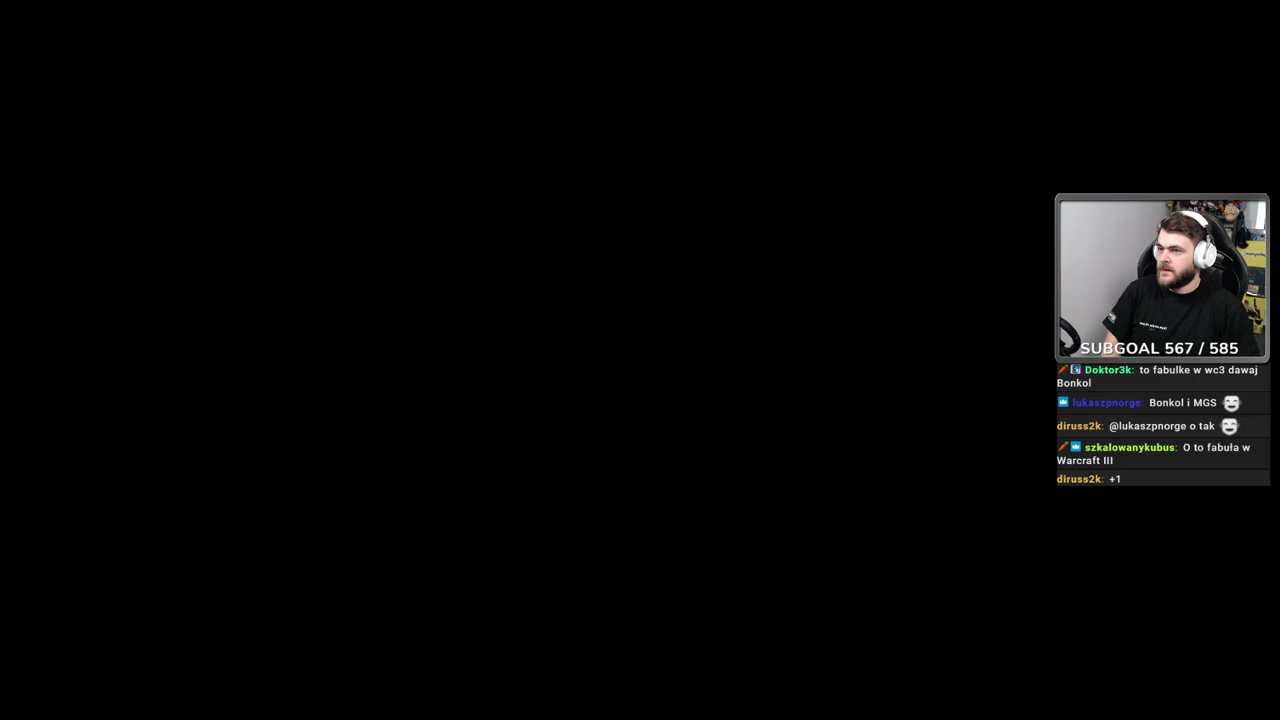 SUBGOAL 567 / 585
Doktor3k: to fabulke w wc3 dawaj
Bonkol
lukaszpnorge: Bonkol i MGS
diruss2k: @lukaszpnorge o tak
szkalowanykubus: O to fabuła w
Warcraft III
diruss2k: +1